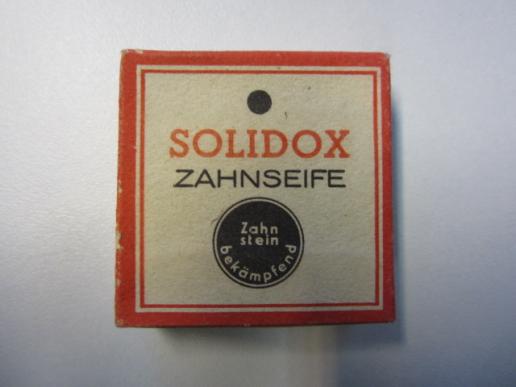 SOLIDOX
ZAHNSEIFE
Zahn
stein
bekämpfend